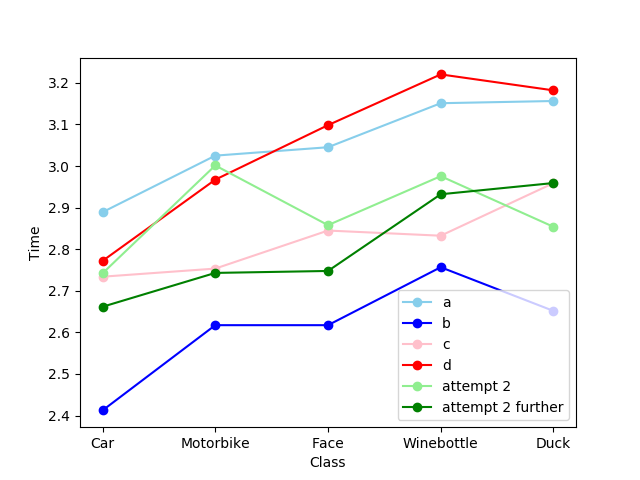 3.2
3.1
3.0
2.9
2.8
2.7
2.6
2.5
2.4
Time
Car Motorbike Face Winebottle Duck
Class
a
b
c
d
attempt 2
attempt 2 further